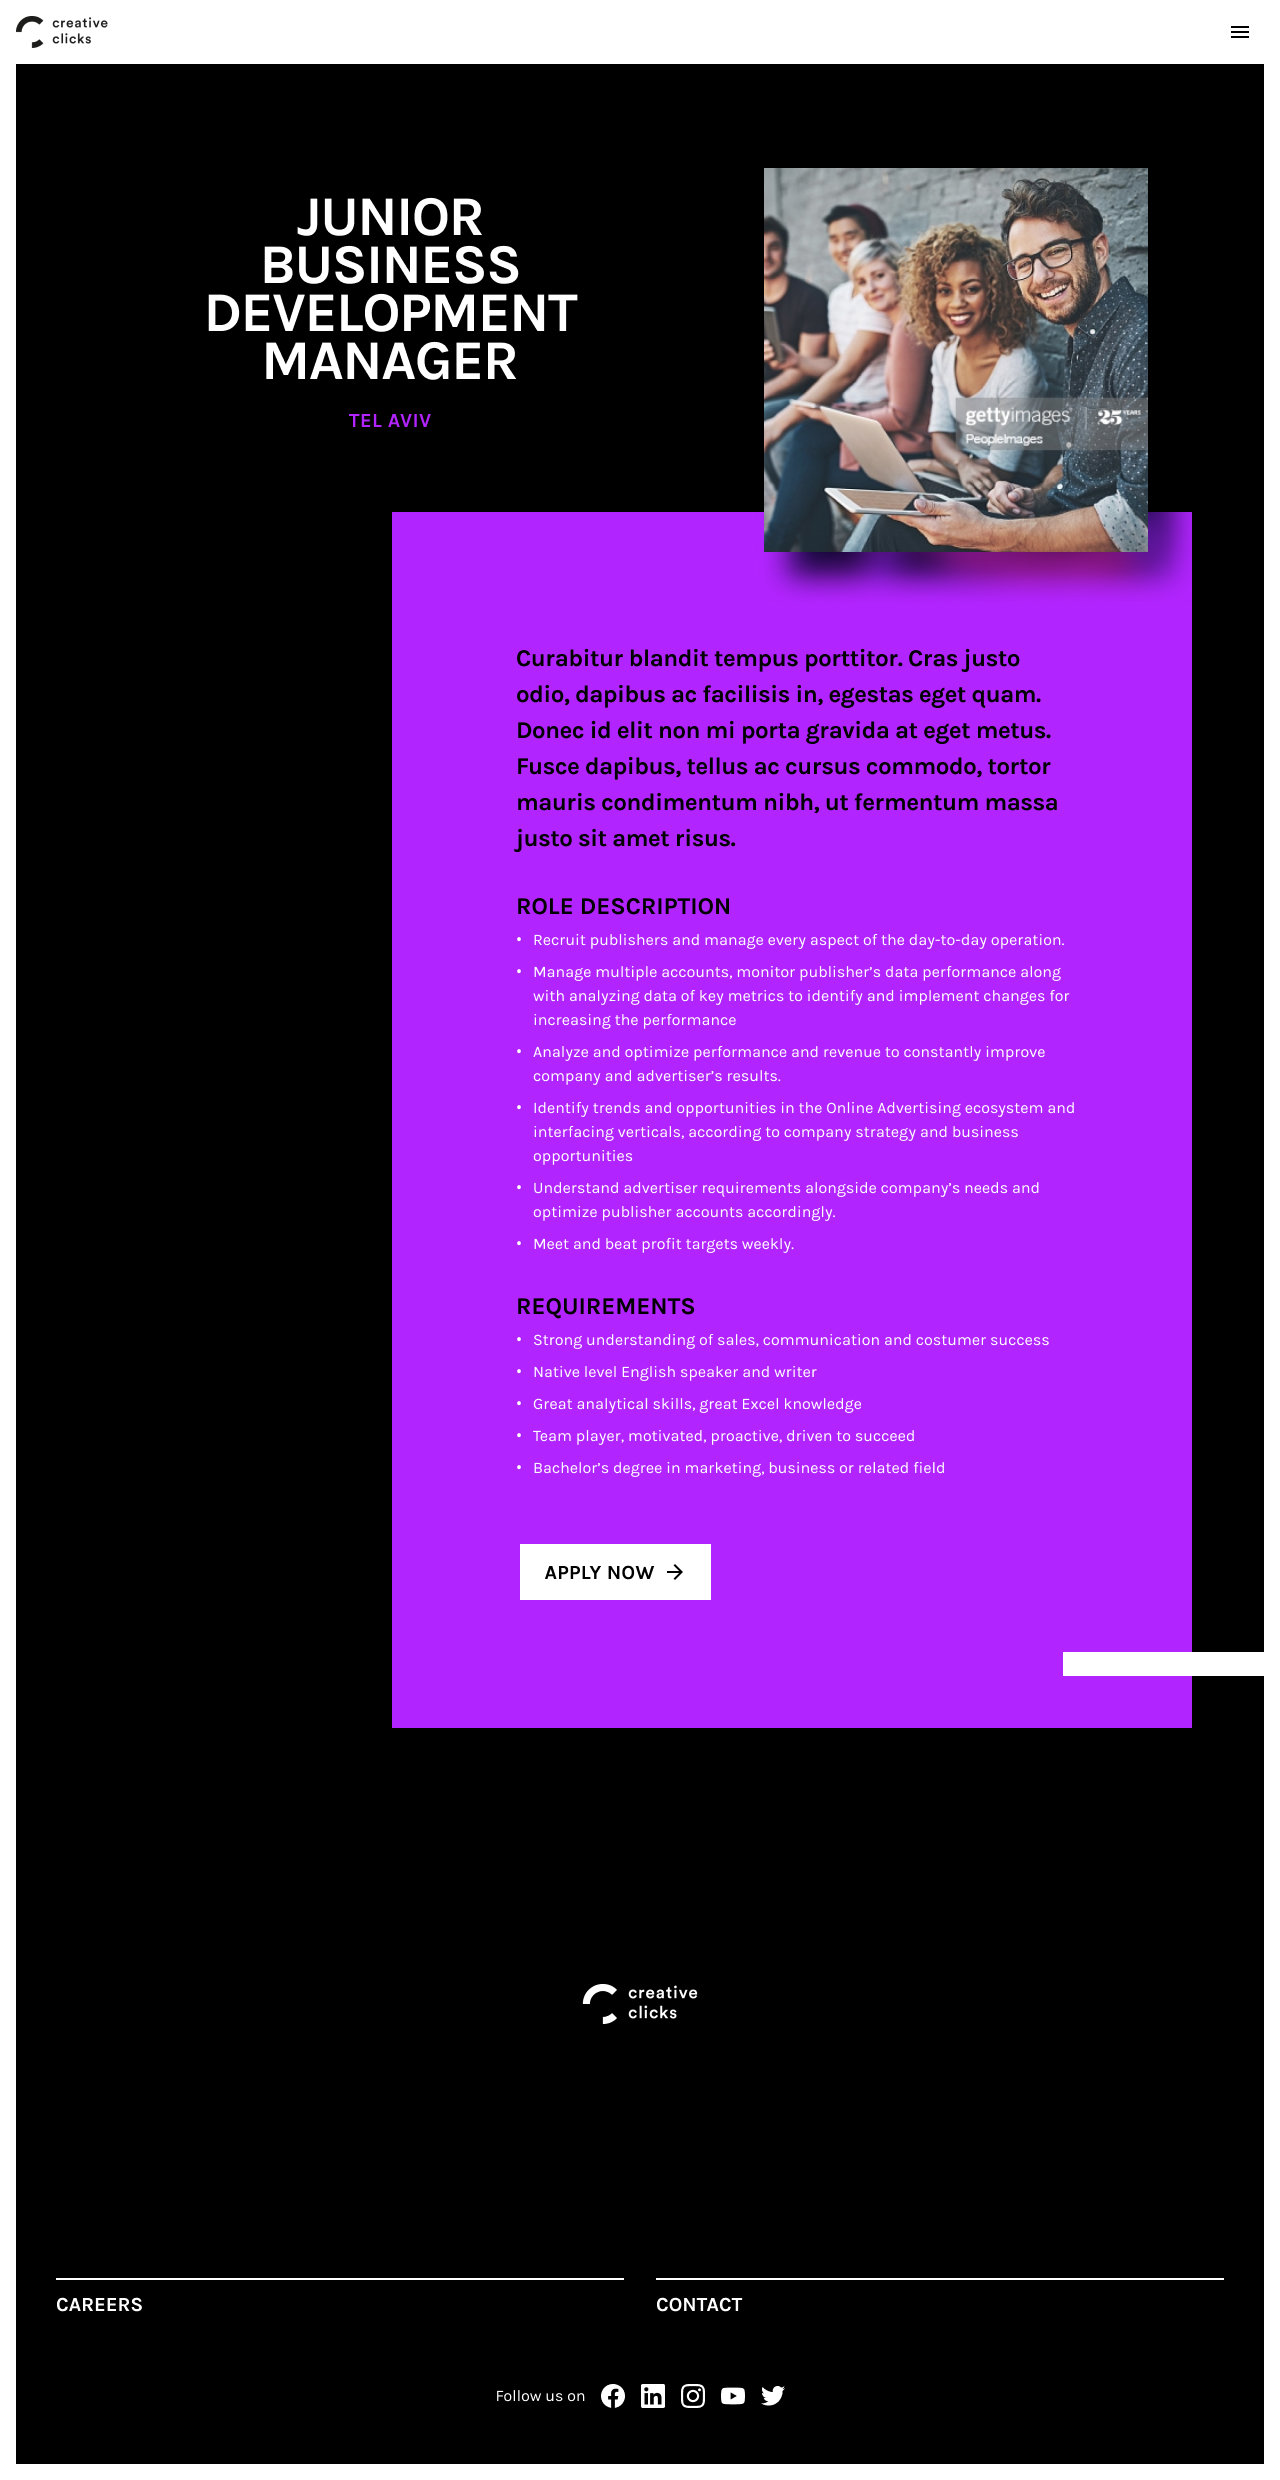 creative
clicks
JUNIOR
BUSINESS
DEVELOPMENT
MANAGER
TEL AVIV
gettyimages
25 YEARS
PeopleImages
Curabitur blandit tempus porttitor. Cras justo
odio, dapibus ac facilisis in, egestas eget quam.
Donec id elit non mi porta gravida at eget metus.
Fusce dapibus, tellus ac cursus commodo, tortor
mauris condimentum nibh, ut fermentum massa
justo sit amet risus.
ROLE DESCRIPTION
• Recruit publishers and manage every aspect of the day-to-day operation.
• Manage multiple accounts, monitor publisher’s data performance along
with analyzing data of key metrics to identify and implement changes for
increasing the performance
• Analyze and optimize performance and revenue to constantly improve
company and advertiser’s results.
• Identify trends and opportunities in the Online Advertising ecosystem and
interfacing verticals, according to company strategy and business
opportunities
• Understand advertiser requirements alongside company’s needs and
optimize publisher accounts accordingly.
• Meet and beat profit targets weekly.
REQUIREMENTS
• Strong understanding of sales, communication and costumer success
• Native level English speaker and writer
• Great analytical skills, great Excel knowledge
• Team player, motivated, proactive, driven to succeed
• Bachelor’s degree in marketing, business or related field
APPLY NOW
creative
clicks
CAREERS
CONTACT
Follow us on